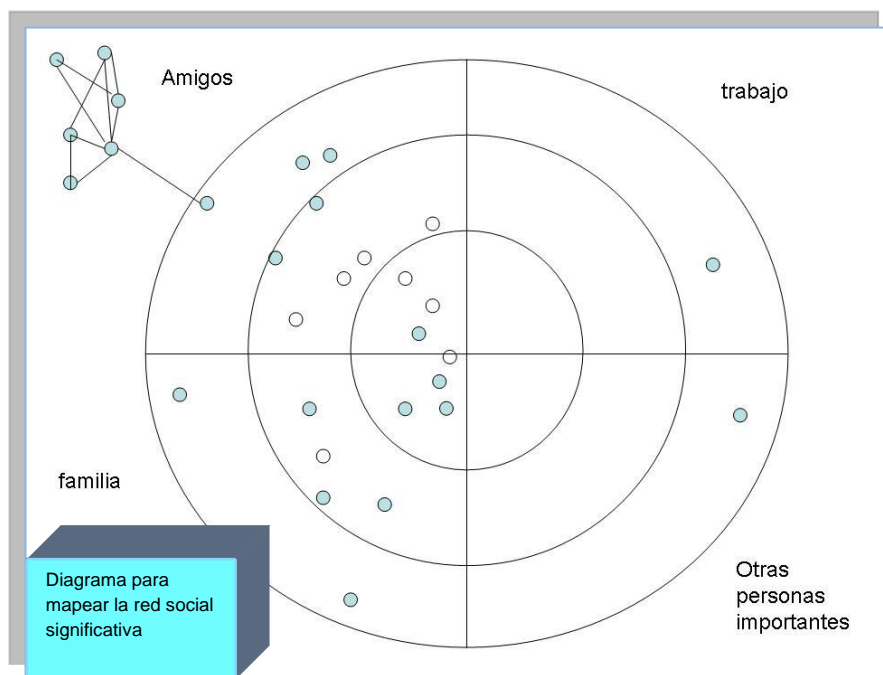 Amigos
trabajo
familia
Diagrama para
mapear la red social
significativa
Otras
personas
importantes